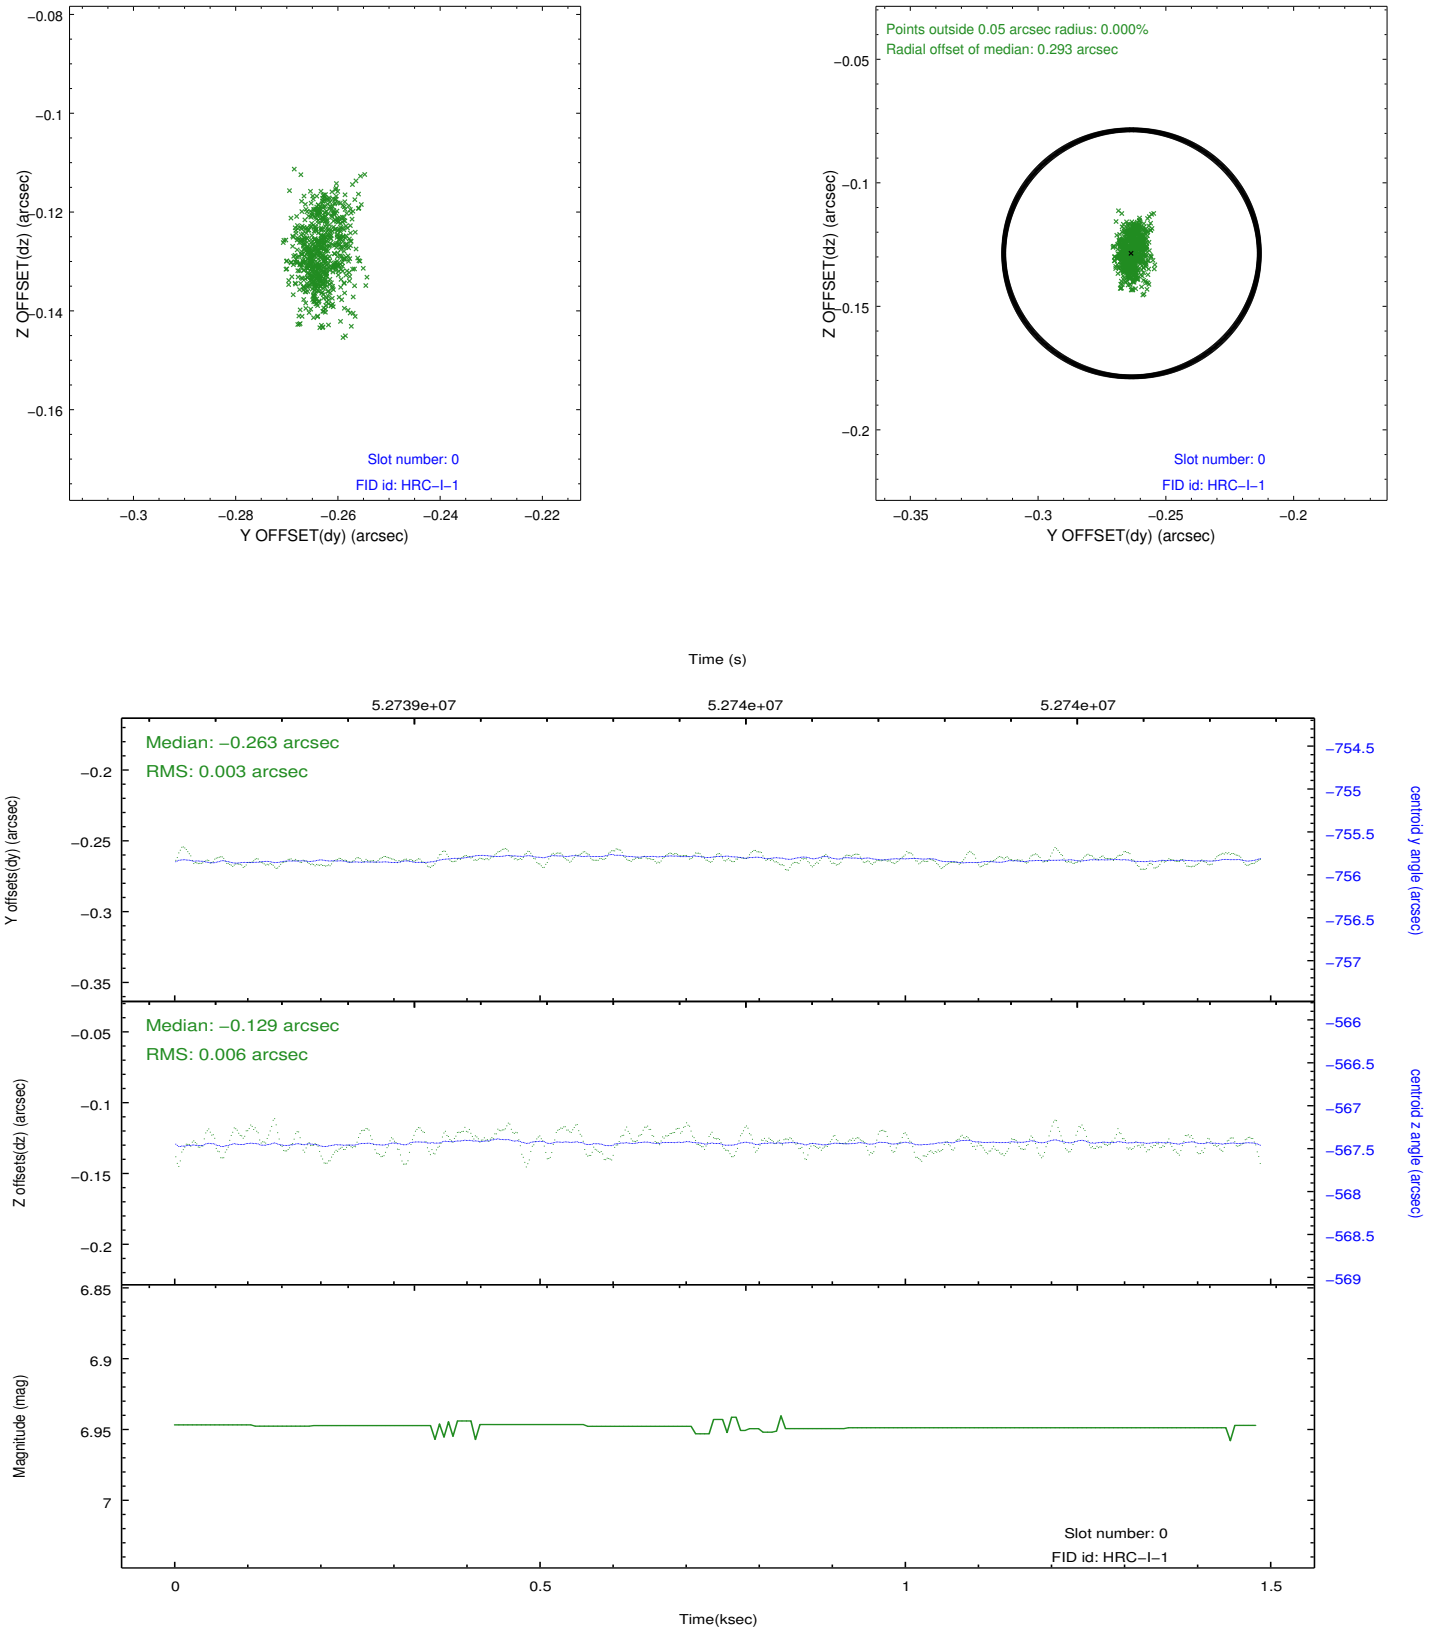 −0.08
−0.1
−0.12
−0.14
−0.16
Z OFFSET(dz) (arcsec)
Slot number: 0
FID id: HRC−I−1
−0.3
−0.28
−0.26
−0.24
−0.22
Y OFFSET(dy) (arcsec)
Points outside 0.05 arcsec radius: 0.000%
Radial offset of median: 0.293 arcsec
−0.05
−0.1
−0.15
−0.2
Z OFFSET(dz) (arcsec)
Slot number: 0
FID id: HRC−I−1
−0.35
−0.3
−0.25
−0.2
Y OFFSET(dy) (arcsec)
Time (s)
5.2739e+07
5.274e+07
5.274e+07
Median: −0.263 arcsec
RMS: 0.003 arcsec
−0.2
−0.25
−0.3
−0.35
Y offsets(dy) (arcsec)
−754.5
−755
−755.5
−756
−756.5
−757
centroid y angle (arcsec)
Median: −0.129 arcsec
RMS: 0.006 arcsec
−0.05
−0.1
−0.15
−0.2
Z offsets(dz) (arcsec)
−566
−566.5
−567
−567.5
−568
−568.5
−569
centroid z angle (arcsec)
6.85
6.9
6.95
7
Magnitude (mag)
Slot number: 0
FID id: HRC−I−1
0
0.5
1
1.5
Time(ksec)